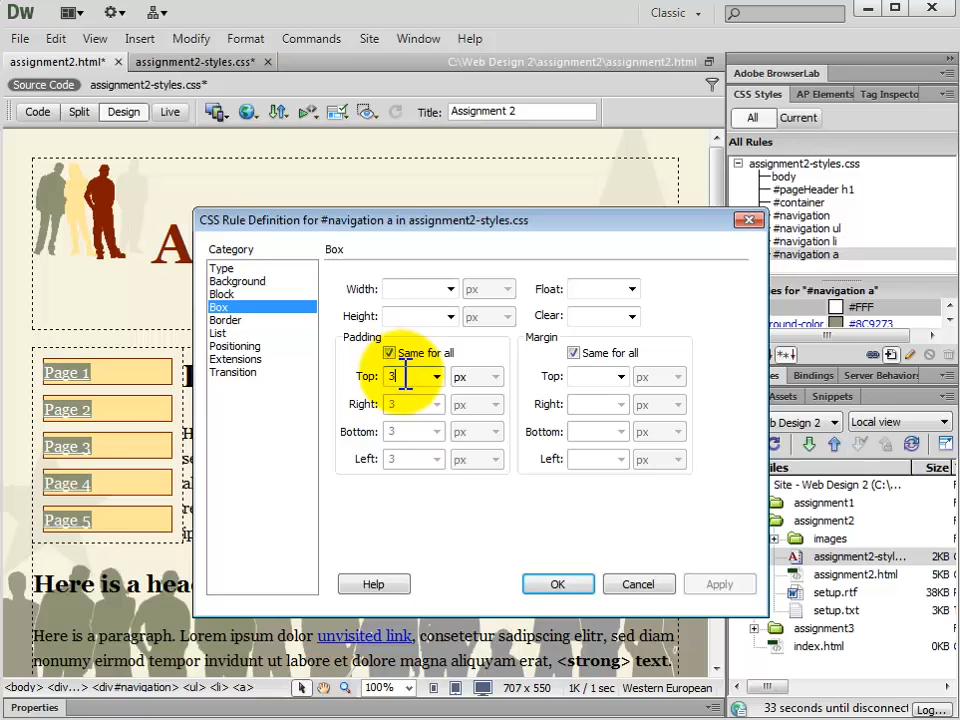 Dw
Classic
File Edit View Insert Modify Format Commands Site Window Help
assignment2.html* assignment2-styles.css* C:\Web Design 2\assignment2\assignment2.html
Source Code assignment2-styles.css*
Code Split Design Live Title: Assignment 2
Adobe BrowserLab
CSS Styles AP Elements Tag Inspecto
All Current
All Rules
assignment2-styles.css
body
#pageHeader h1
#container
#navigation
#navigation ul
#navigation li
#navigation a
es for "#navigation a"
#FFF
ground-color #8C9273
A
Page 1
Page 2
Page 3
Page 4
Page 5
CSS Rule Definition for #navigation a in assignment2-styles.css
Category
Type
Background
Block
Box
Border
List
Positioning
Extensions
Transition
Box
Width: px Float:
Height: px Clear:
Padding Margin
Same for all Same for all
Top: 3 px Top: px
Right: 3 px Right: px
Bottom: 3 px Bottom: px
Left: 3 px Left: px
Help OK Cancel Apply
es Bindings Server Behaviors
Assets Snippets
b Design 2 Local view
iles Size
Site - Web Design 2 (C:\...
assignment1
assignment2
images
assignment2-styl... 2KB
assignment2.html 5KB
setup.rtf 38KB
setup.txt 10KB
assignment3
index.html
Here is a hea
Here is a paragraph. Lorem ipsum dolor unvisited link, consetetur sadipscing elitr, sed diam
nonumy eirmod tempor invidunt ut labore et dolore magna aliquyam erat, <strong> text.
<body> <div...> <div#navigation> <ul> <li> <a> 100% 707 x 550 1K / 1 sec Western European
Properties
33 seconds until disconnect Log...